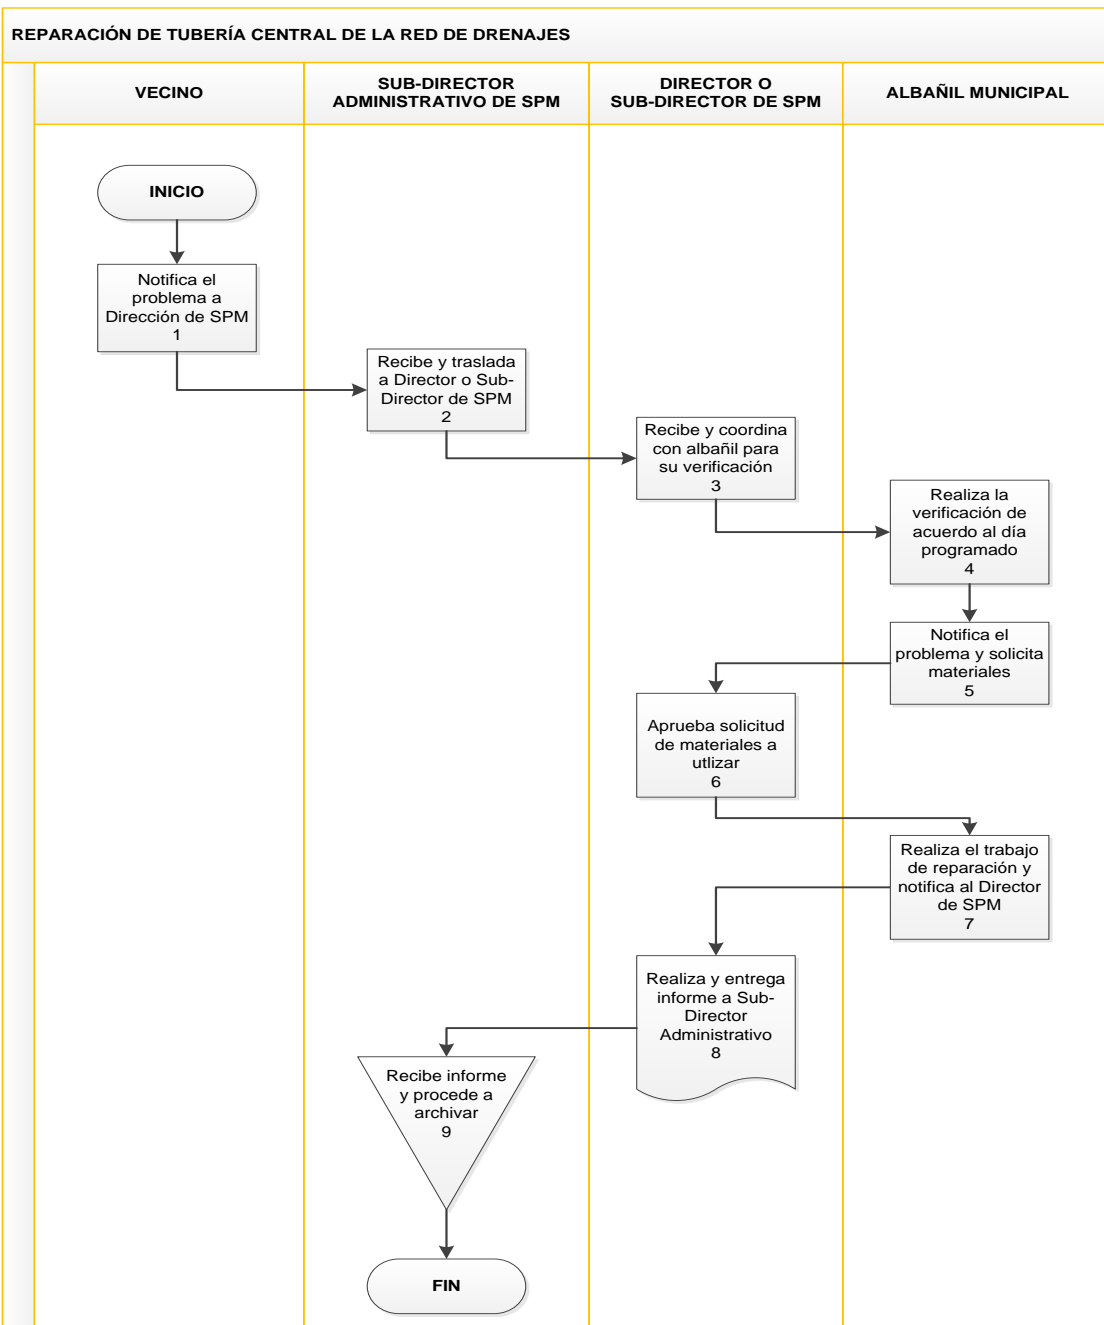 REPARACIÓN DE TUBERÍA CENTRAL DE LA RED DE DRENAJES
VECINO
SUB-DIRECTOR
ADMINISTRATIVO DE SPM
DIRECTOR O
SUB-DIRECTOR DE SPM
ALBAÑIL MUNICIPAL
INICIO
Notifica el
problema a
Dirección de SPM
1
Recibe y traslada
a Director o Sub-
Director de SPM
2
Recibe y coordina
con albañil para
su verificación
3
Realiza la
verificación de
acuerdo al día
programado
4
Notifica el
problema y solicita
materiales
5
Aprueba solicitud
de materiales a
utlizar
6
Realiza el trabajo
de reparación y
notifica al Director
de SPM
7
Realiza y entrega
informe a Sub-
Director
Administrativo
8
Recibe informe
y procede a
archivar
9
FIN